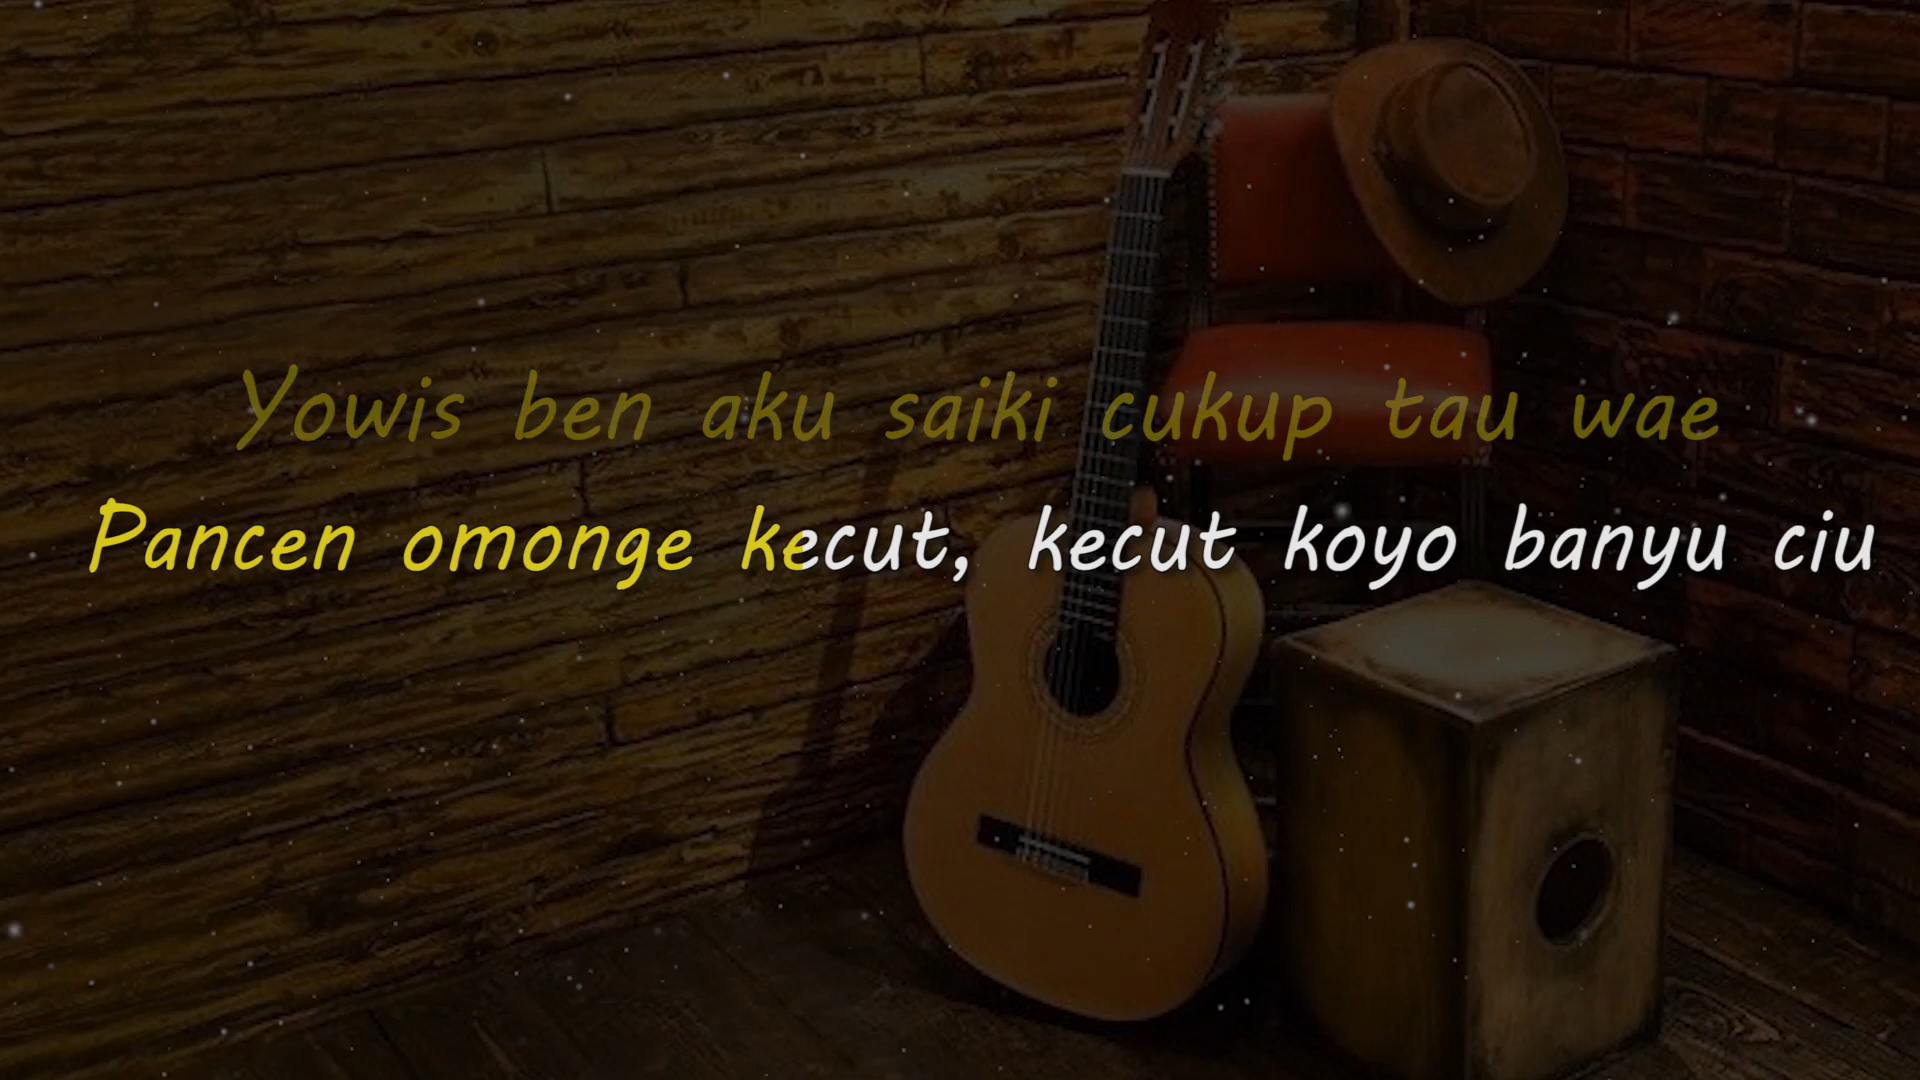 Yowis ben aku saiki cukup tau wae
Pancen omonge kecut, kecut koyo banyu ciu